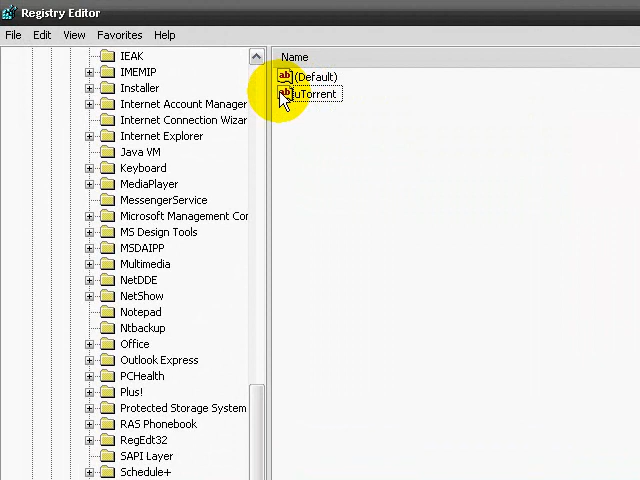 Registry Editor
File Edit View Favorites Help
IEAK
IMEMIP
Installer
Internet Account Manager
Internet Connection Wizar
Internet Explorer
Java VM
Keyboard
MediaPlayer
MessengerService
Microsoft Management Cor
MS Design Tools
MSDAIPP
Multimedia
NetDDE
NetShow
Notepad
Ntbackup
Office
Outlook Express
PCHealth
Plus!
Protected Storage System
RAS Phonebook
RegEdt32
SAPI Layer
Schedule+
Name
ab (Default)
ab uTorrent